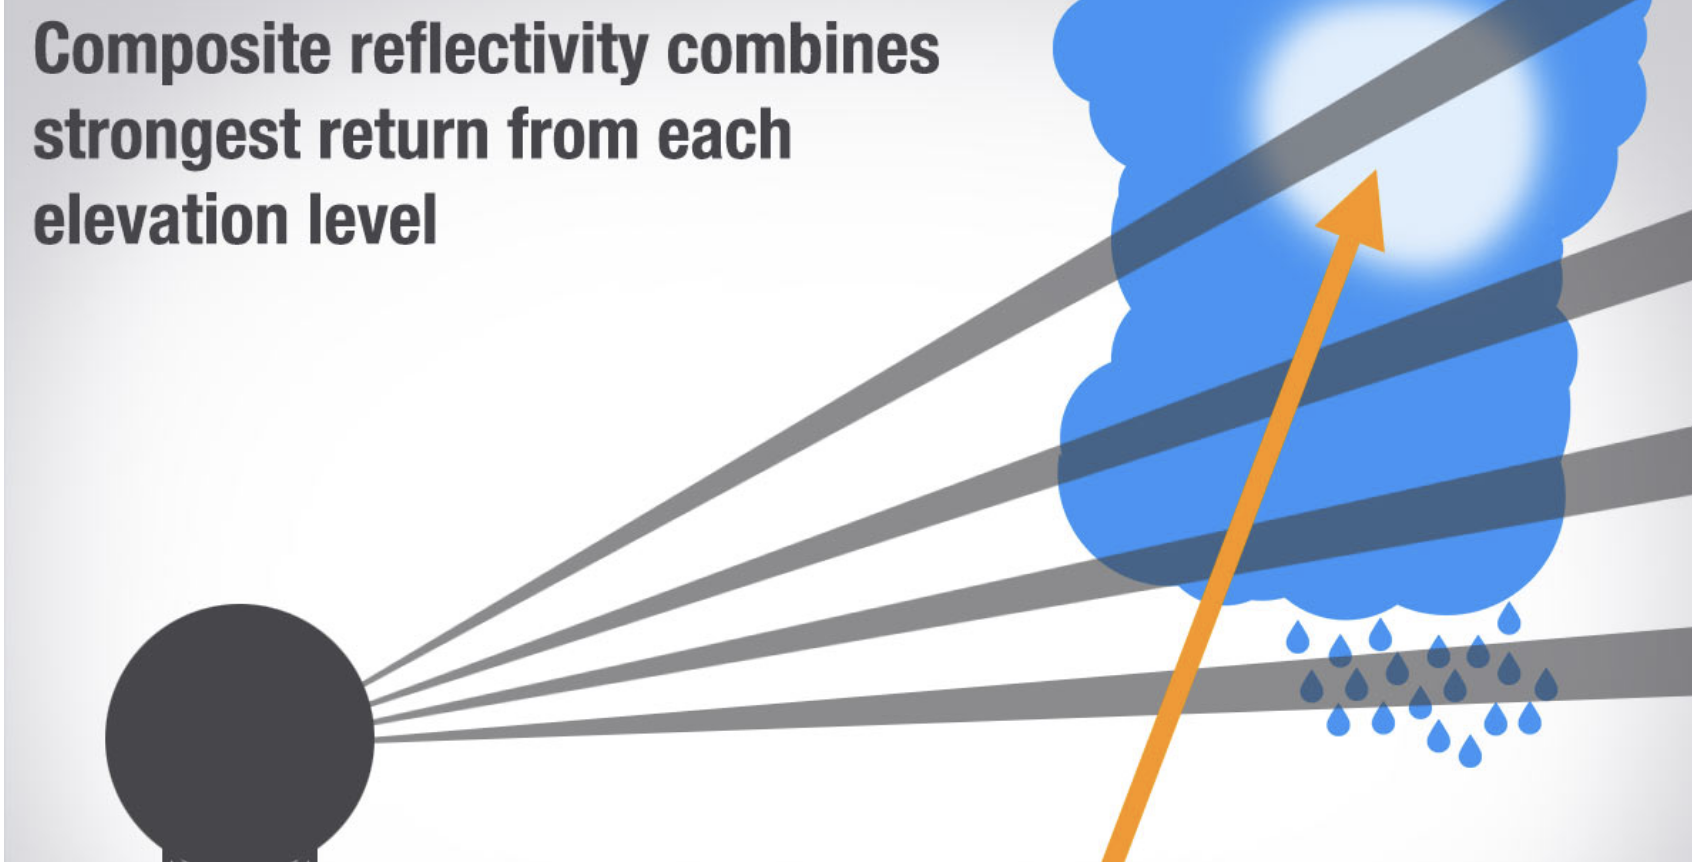 Composite reflectivity combines
strongest return from each
elevation level